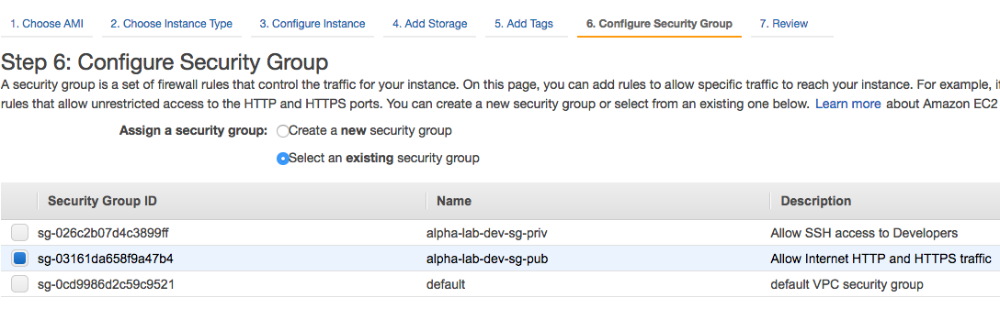 1. Choose AMI 2. Choose Instance Type 3. Configure Instance 4. Add Storage 5. Add Tags 6. Configure Security Group 7. Review
Step 6: Configure Security Group
A security group is a set of firewall rules that control the traffic for your instance. On this page, you can add rules to allow specific traffic to reach your instance. For example, i
rules that allow unrestricted access to the HTTP and HTTPS ports. You can create a new security group or select from an existing one below. Learn more about Amazon EC2
Assign a security group: Create a new security group
Select an existing security group
Security Group ID Name Description
sg-026c2b07d4c3899ff alpha-lab-dev-sg-priv Allow SSH access to Developers
sg-03161da658f9a47b4 alpha-lab-dev-sg-pub Allow Internet HTTP and HTTPS traffic
sg-0cd9986d2c59c9521 default default VPC security group